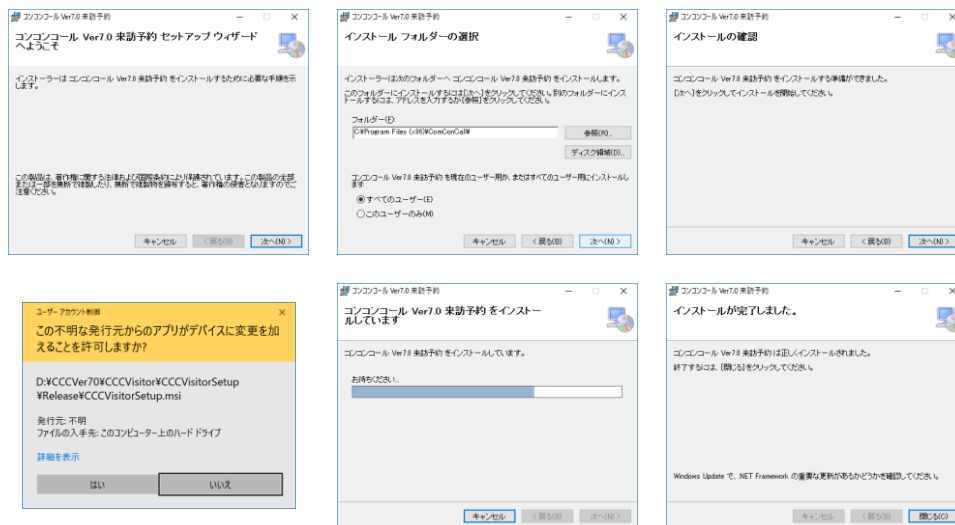 コンコンコール Ver7.0 来訪予約
コンコンコール Ver7.0 来訪予約 セットアップ ウィザード
へようこそ
インストーラーは コンコンコール Ver7.0 来訪予約 をインストールするために必要な手順を示
します。
この製品は、著作権に関する法律および国際条約により保護されています。この製品の全部
または一部を無断で複製したり、無断で複製物を頒布すると、著作権の侵害となりますのでご
注意ください。
キャンセル
< 戻る(B)
次へ(N) >
コンコンコール Ver7.0 来訪予約
インストール フォルダーの選択
インストーラーは次のフォルダーへ コンコンコール Ver7.0 来訪予約 をインストールします。
このフォルダーにインストールするには[次へ]をクリックしてください。別のフォルダーにインス
トールするには、アドレスを入力するか[参照]をクリックしてください。
フォルダー(F):
C:¥Program Files (x86)¥ComConCall¥
参照(R)...
ディスク領域(D)...
コンコンコール Ver7.0 来訪予約 を現在のユーザー用か、またはすべてのユーザー用にインストールし
ます:
すべてのユーザー(E)
このユーザーのみ(M)
キャンセル
< 戻る(B)
次へ(N) >
コンコンコール Ver7.0 来訪予約
インストールの確認
コンコンコール Ver7.0 来訪予約 をインストールする準備ができました。
[次へ]をクリックしてインストールを開始してください。
キャンセル
< 戻る(B)
次へ(N) >
ユーザー アカウント制御
この不明な発行元からのアプリがデバイスに変更を加
えることを許可しますか?
D:¥CCCVer70¥CCCVisitor¥CCCVisitorSetup
¥Release¥CCCVisitorSetup.msi
発行元: 不明
ファイルの入手先: このコンピューター上のハード ドライブ
詳細を表示
はい
いいえ
コンコンコール Ver7.0 来訪予約
コンコンコール Ver7.0 来訪予約 をインストー
ルしています
コンコンコール Ver7.0 来訪予約 をインストールしています。
お待ちください...
キャンセル
< 戻る(B)
次へ(N) >
コンコンコール Ver7.0 来訪予約
インストールが完了しました。
コンコンコール Ver7.0 来訪予約 は正しくインストールされました。
終了するには、[閉じる]をクリックしてください。
Windows Update で、.NET Framework の重要な更新があるかどうかを確認してください。
キャンセル
< 戻る(B)
閉じる(C)